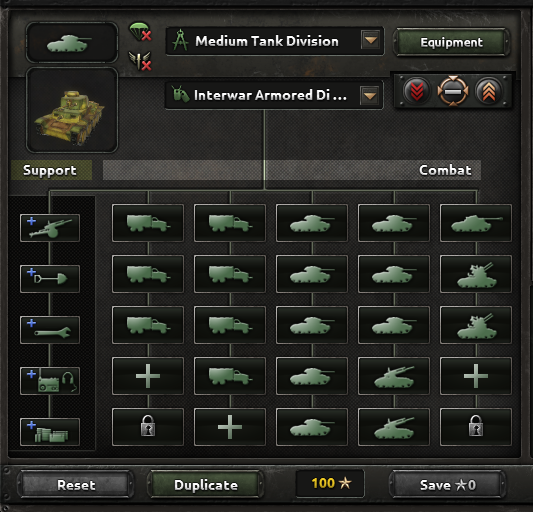 Medium Tank Division
Equipment
Interwar Armored Di ...
Support
Combat
Reset
Duplicate
100
Save 0